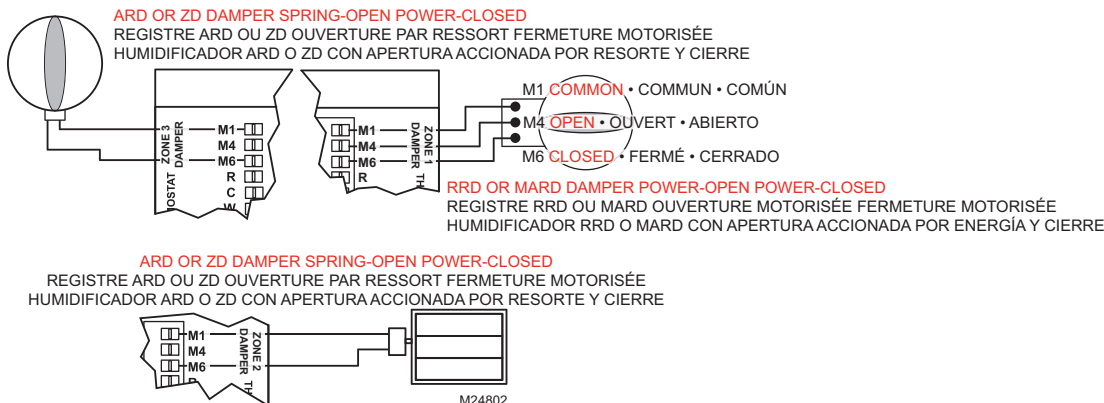 ARD OR ZD DAMPER SPRING-OPEN POWER-CLOSED
REGISTRE ARD OU ZD OUVERTURE PAR RESSORT FERMETURE MOTORISÉE
HUMIDIFICADOR ARD O ZD CON APERTURA ACCIONADA POR RESORTE Y CIERRE
ZONE 3
DAMPER
M1
M4
M6
R
C
W
M1
M4
M6
R
ZONE 1
DAMPER
TH
M1 COMMON • COMMUN • COMÚN
M4 OPEN • OUVERT • ABIERTO
M6 CLOSED • FERMÉ • CERRADO
RRD OR MARD DAMPER POWER-OPEN POWER-CLOSED
REGISTRE RRD OU MARD OUVERTURE MOTORISÉE FERMETURE MOTORISÉE
HUMIDIFICADOR RRD O MARD CON APERTURA ACCIONADA POR ENERGÍA Y CIERRE
ARD OR ZD DAMPER SPRING-OPEN POWER-CLOSED
REGISTRE ARD OU ZD OUVERTURE PAR RESSORT FERMETURE MOTORISÉE
HUMIDIFICADOR ARD O ZD CON APERTURA ACCIONADA POR RESORTE Y CIERRE
M1
M4
M6
ZONE 2
DAMPER
TH
M24802